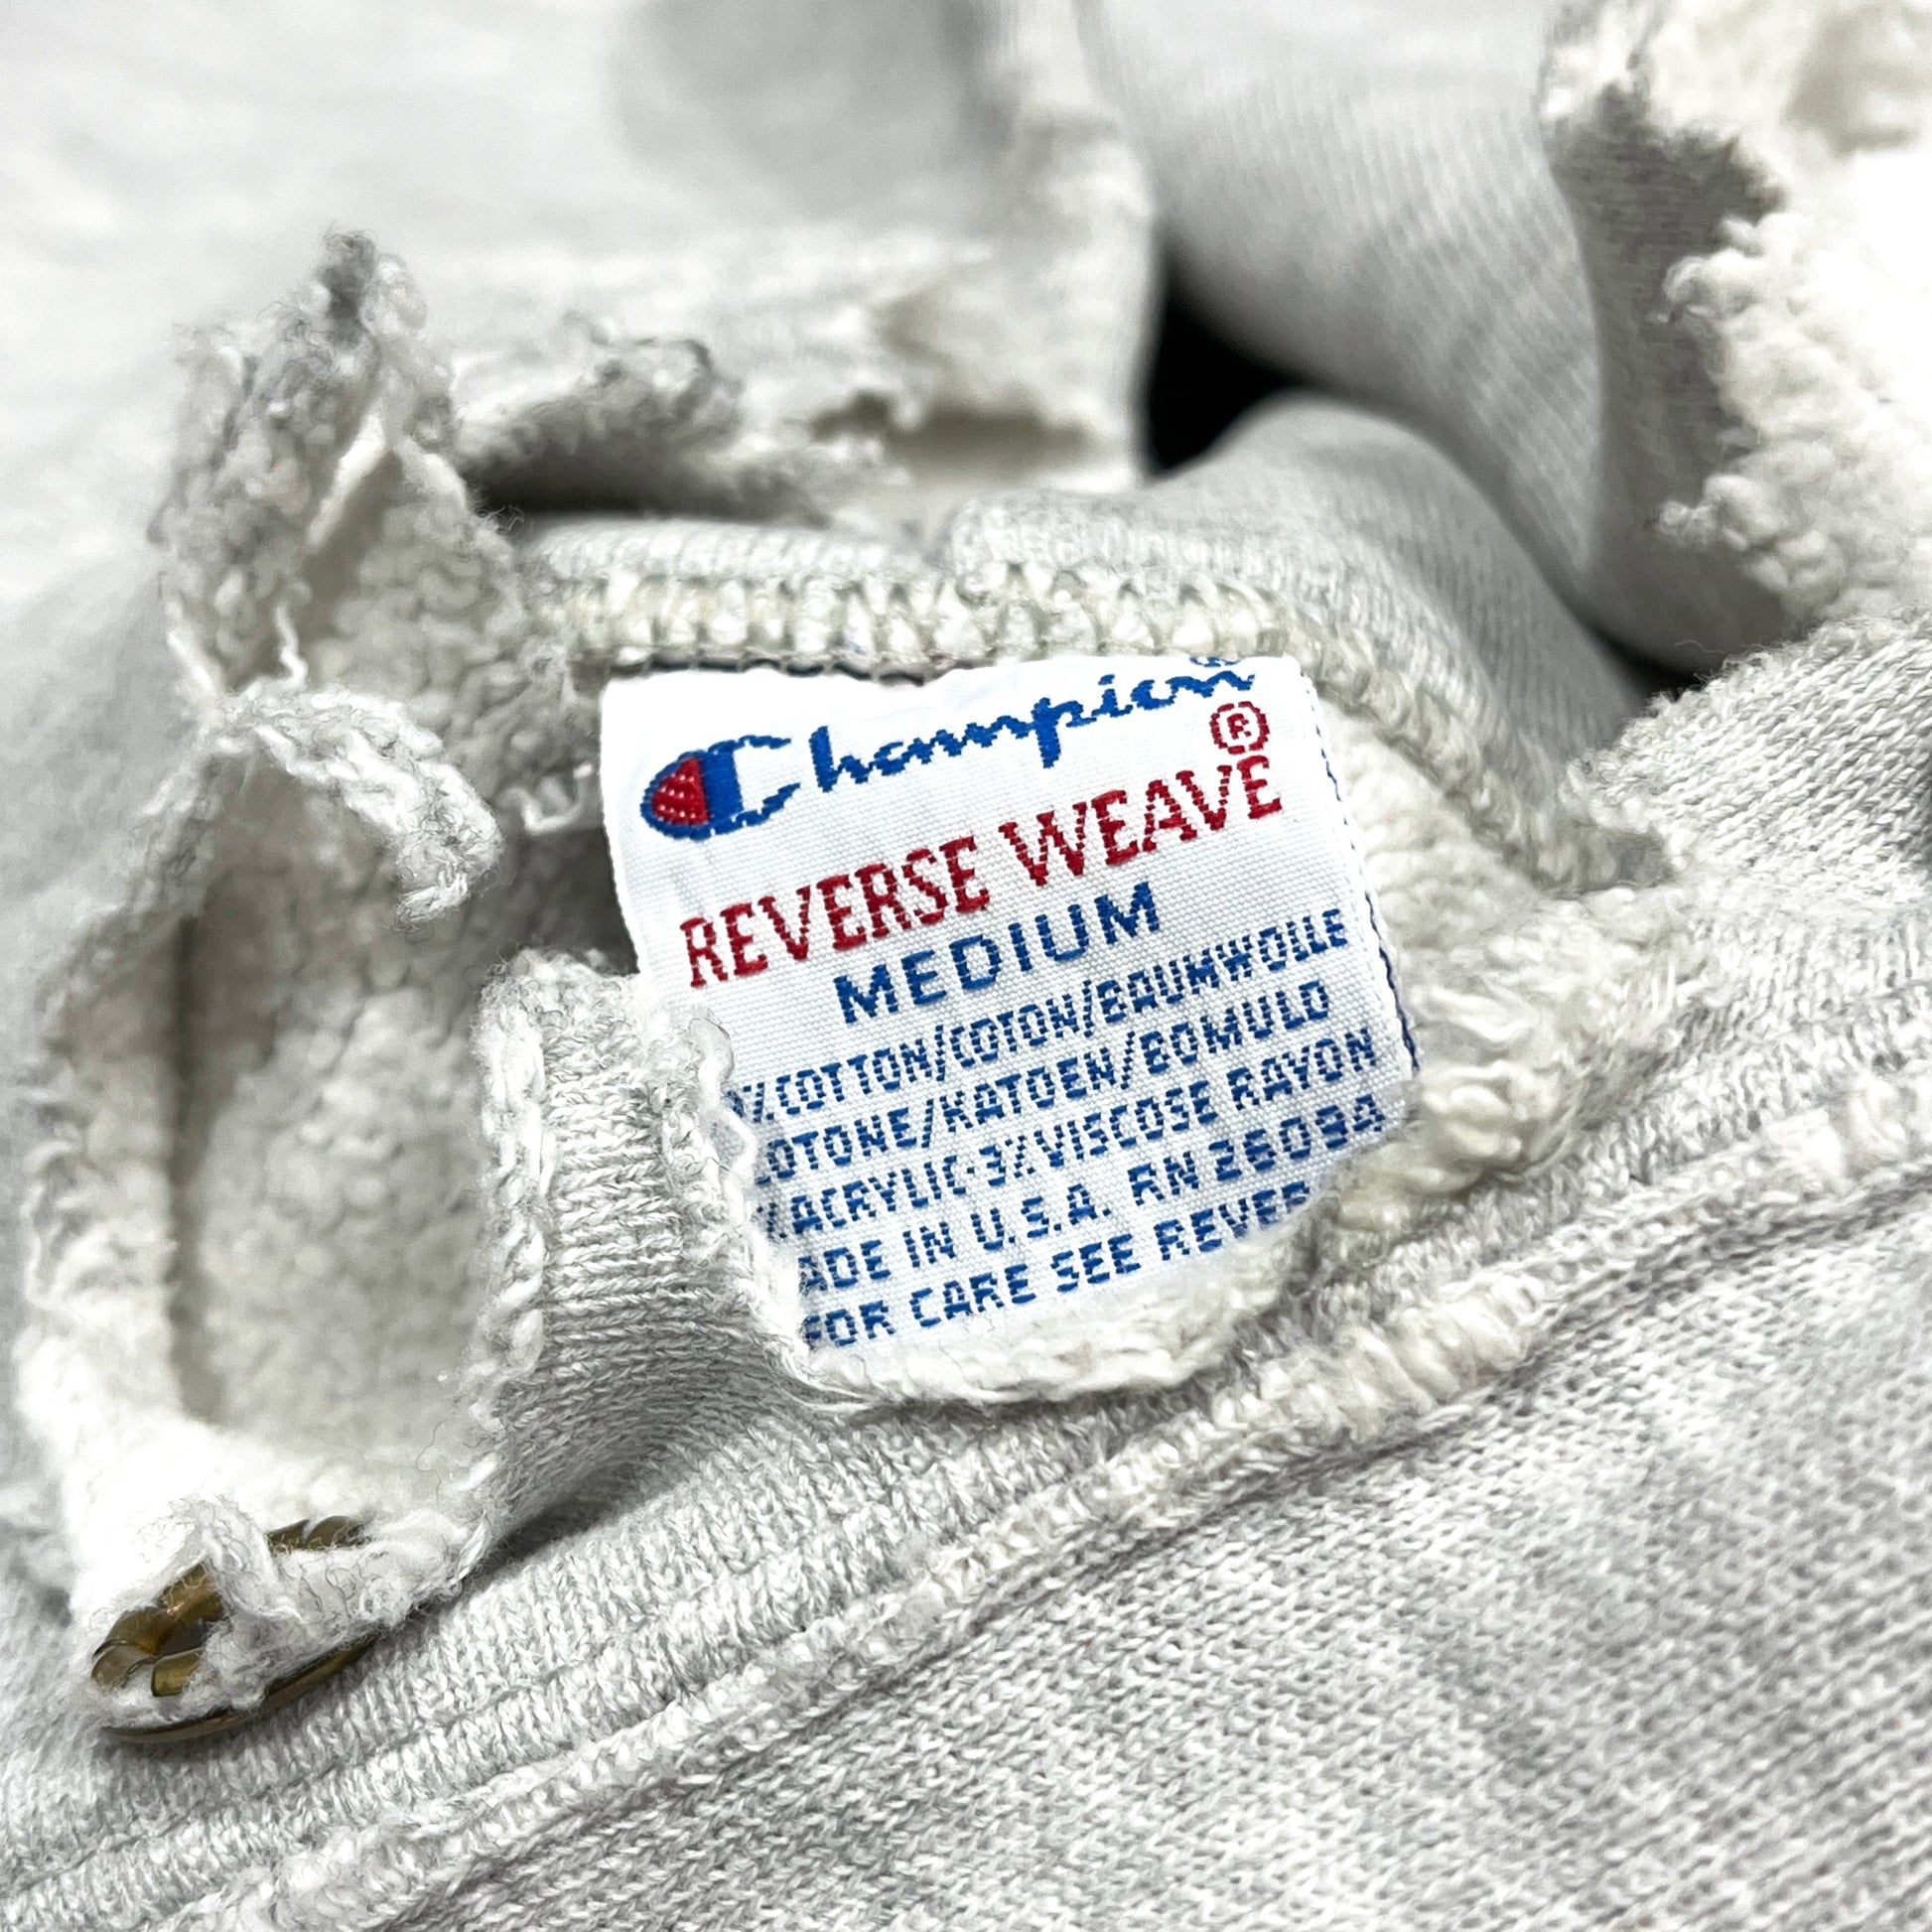 Champion®
REVERSE WEAVE®
MEDIUM
%COTTON/COTON/BAUMWOLLE
OTONE/KATOEN/BOMULD
%ACRYLIC-3%VISCOSE RAYON
ADE IN U.S.A. RN 26094
FOR CARE SEE REVER